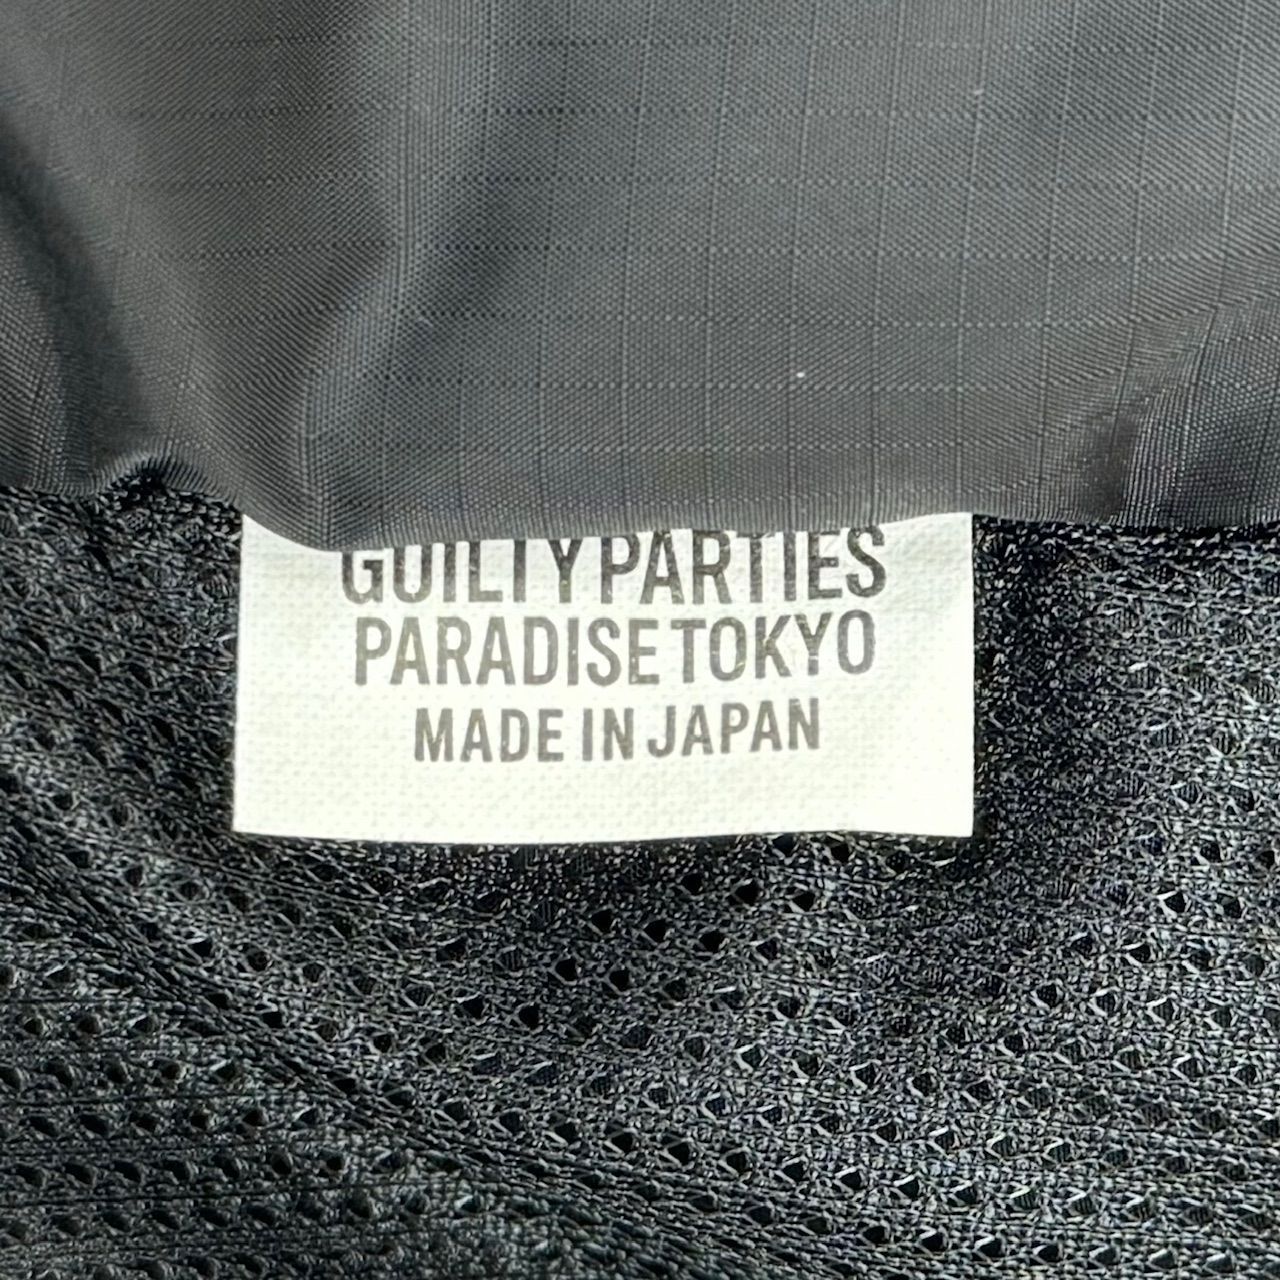 GUILTY PARTIES
PARADISE TOKYO
MADE IN JAPAN